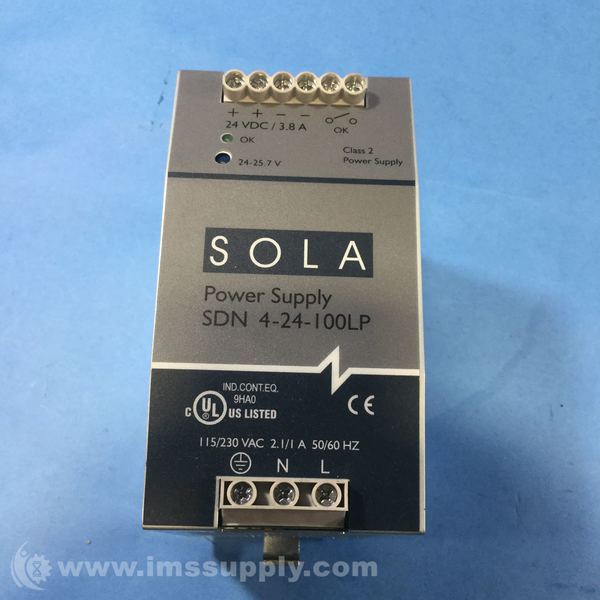 + + − −
24 VDC / 3.8 A
OK
OK
24-25.7 V
Class 2
Power Supply
SOLA
Power Supply
SDN 4-24-100LP
IND.CONT.EQ.
9HA0
C UL US LISTED
CE
115/230 VAC 2.1/1 A 50/60 HZ
N L
www.imssupply.com